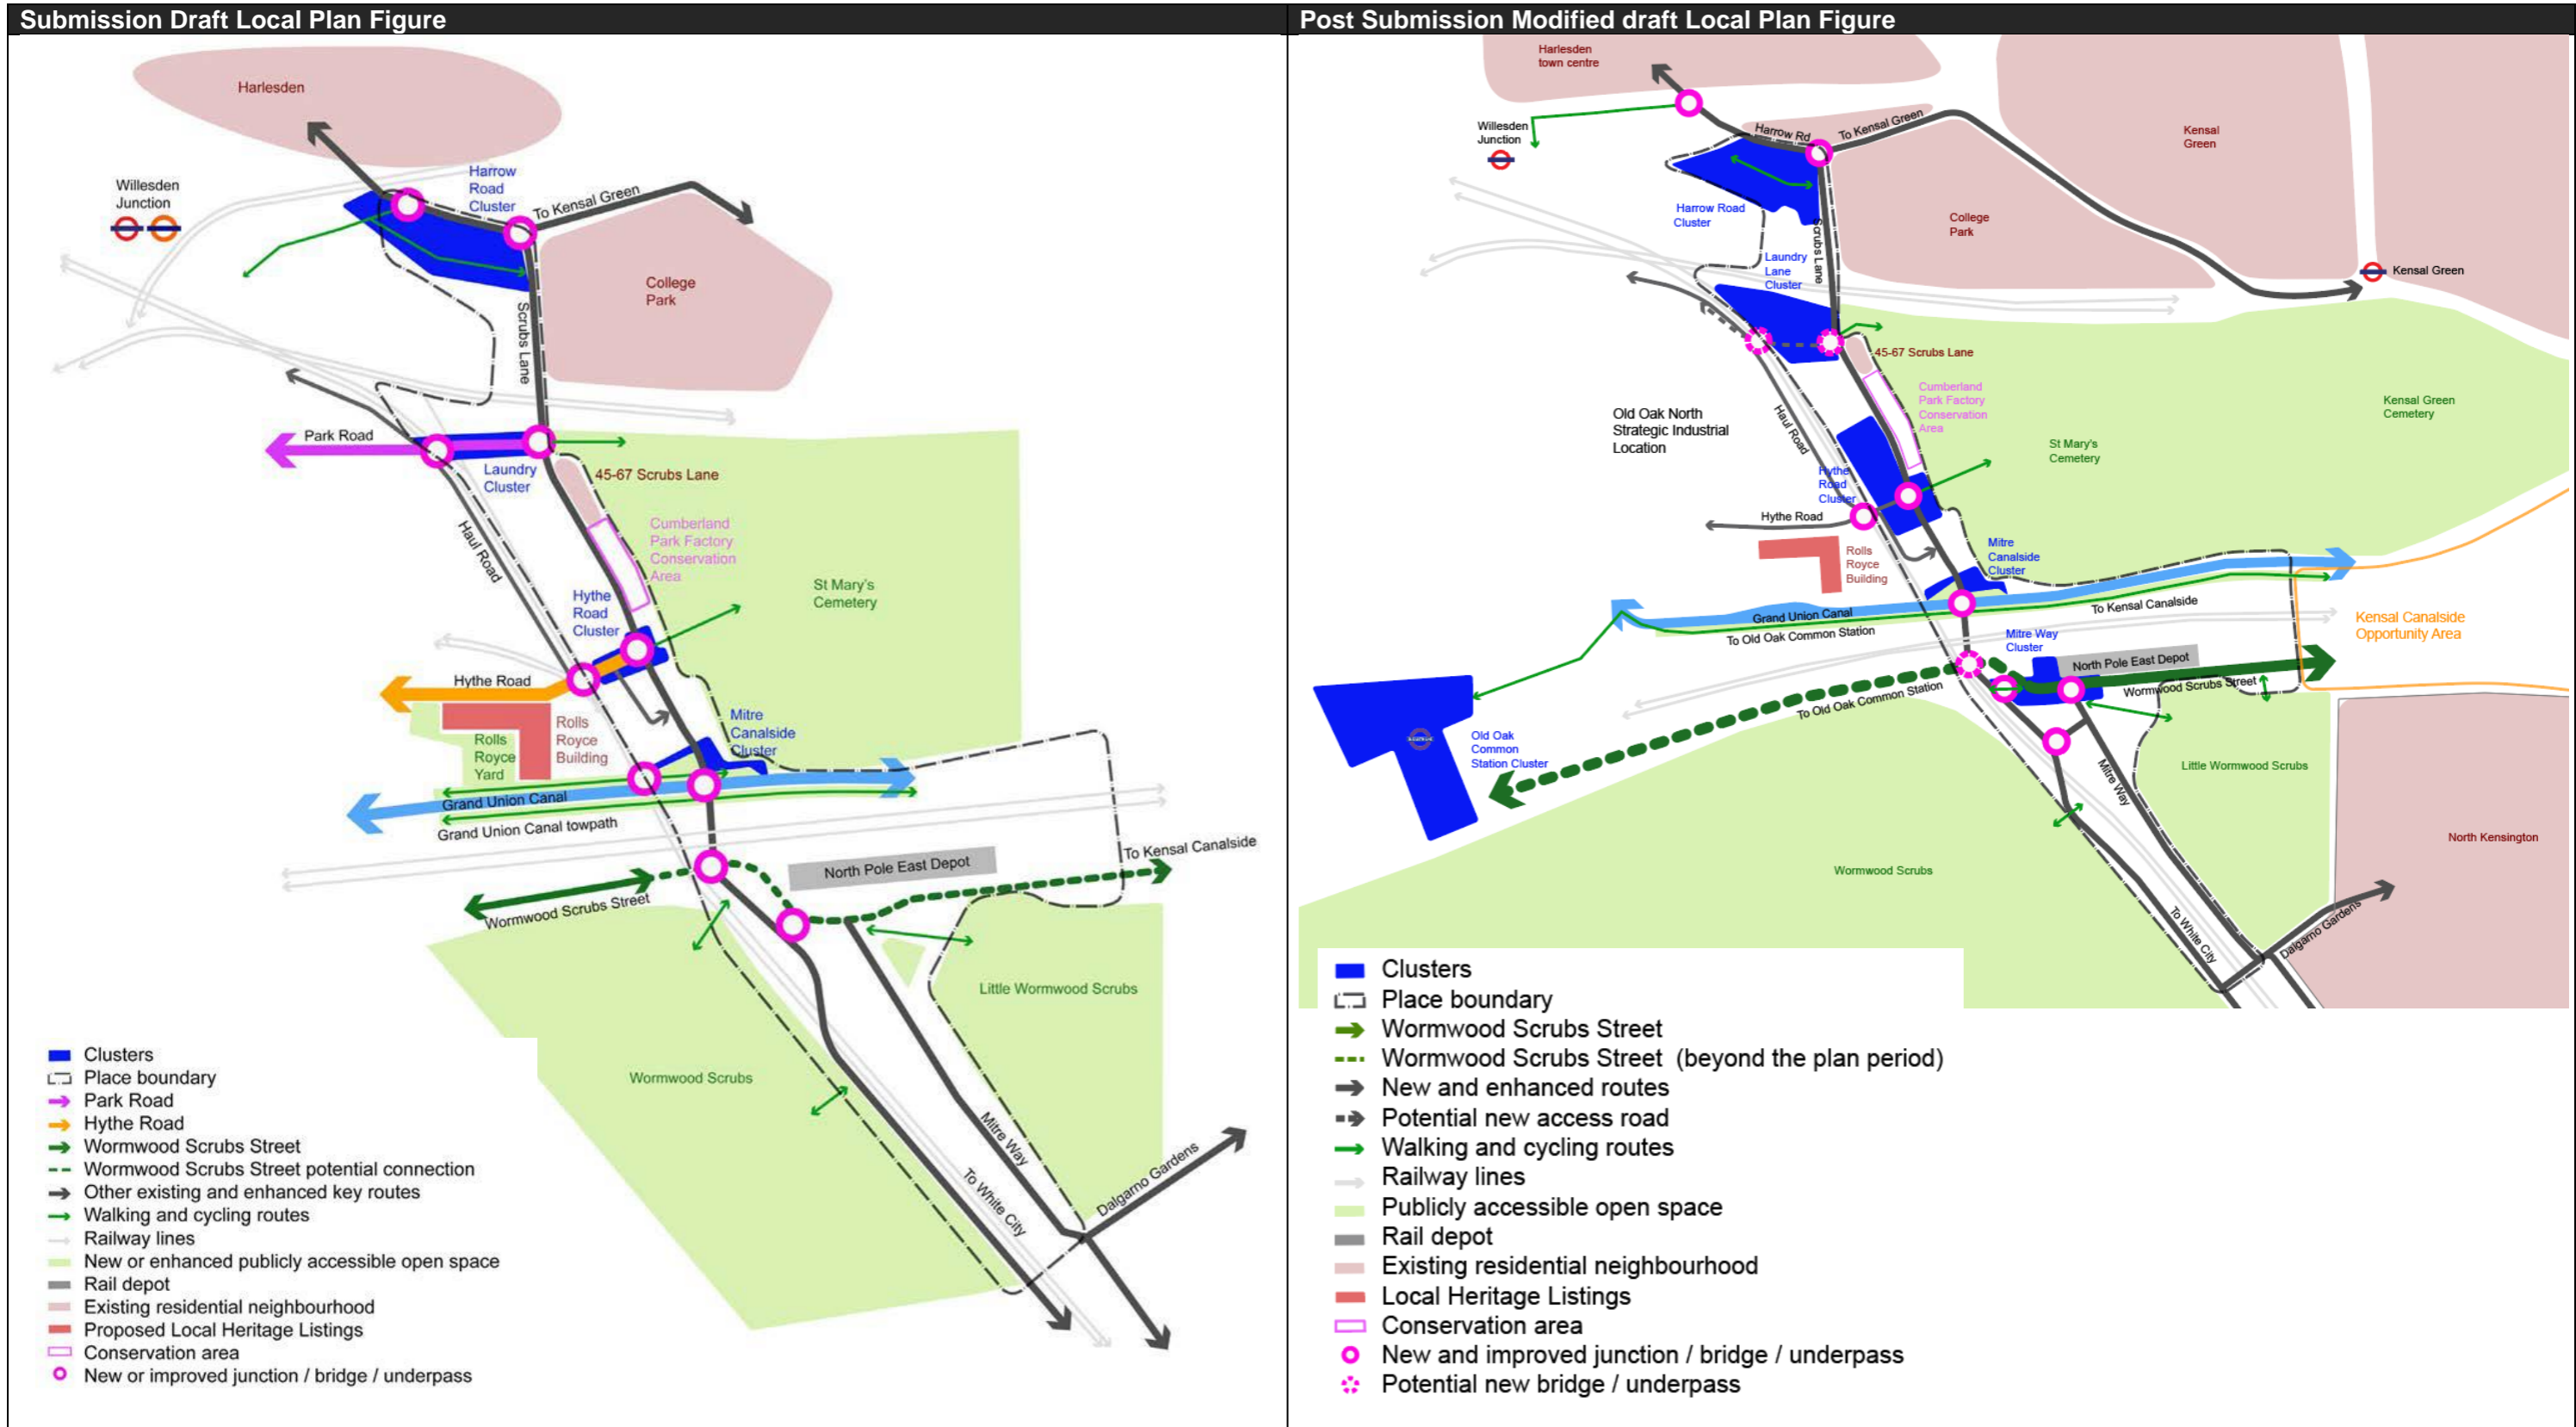 Submission Draft Local Plan Figure
Harlesden
Willesden
Junction
Harrow
Road
Cluster
To Kensal Green
College
Park
Scrubs Lane
Park Road
Laundry
Cluster
45-67 Scrubs Lane
Haul Road
Cumberland
Park Factory
Conservation
Area
St Mary's
Cemetery
Hythe
Road
Cluster
Hythe Road
Rolls
Royce
Building
Rolls
Royce
Yard
Mitre
Canalside
Cluster
Grand Union Canal
Grand Union Canal towpath
To Kensal Canalside
North Pole East Depot
Wormwood Scrubs Street
Little Wormwood Scrubs
Wormwood Scrubs
Mitre Way
To White City
Dalgarno Gardens
Clusters
Place boundary
Park Road
Hythe Road
Wormwood Scrubs Street
Wormwood Scrubs Street potential connection
Other existing and enhanced key routes
Walking and cycling routes
Railway lines
New or enhanced publicly accessible open space
Rail depot
Existing residential neighbourhood
Proposed Local Heritage Listings
Conservation area
New or improved junction / bridge / underpass
Post Submission Modified draft Local Plan Figure
Harlesden
town centre
Willesden
Junction
Harrow Rd
To Kensal Green
Kensal
Green
Harrow Road
Cluster
College
Park
Scrubs Lane
Laundry
Lane
Cluster
Kensal Green
45-67 Scrubs Lane
Cumberland
Park Factory
Conservation
Area
Kensal Green
Cemetery
Old Oak North
Strategic Industrial
Location
Haul Road
St Mary's
Cemetery
Hythe
Road
Cluster
Hythe Road
Rolls
Royce
Building
Mitre
Canalside
Cluster
Grand Union Canal
To Kensal Canalside
To Old Oak Common Station
Kensal Canalside
Opportunity Area
Mitre Way
Cluster
North Pole East Depot
Wormwood Scrubs Street
To Old Oak Common Station
Old Oak
Common
Station Cluster
Mitre Way
Little Wormwood Scrubs
North Kensington
Wormwood Scrubs
To White City
Dalgarno Gardens
Clusters
Place boundary
Wormwood Scrubs Street
Wormwood Scrubs Street (beyond the plan period)
New and enhanced routes
Potential new access road
Walking and cycling routes
Railway lines
Publicly accessible open space
Rail depot
Existing residential neighbourhood
Local Heritage Listings
Conservation area
New and improved junction / bridge / underpass
Potential new bridge / underpass